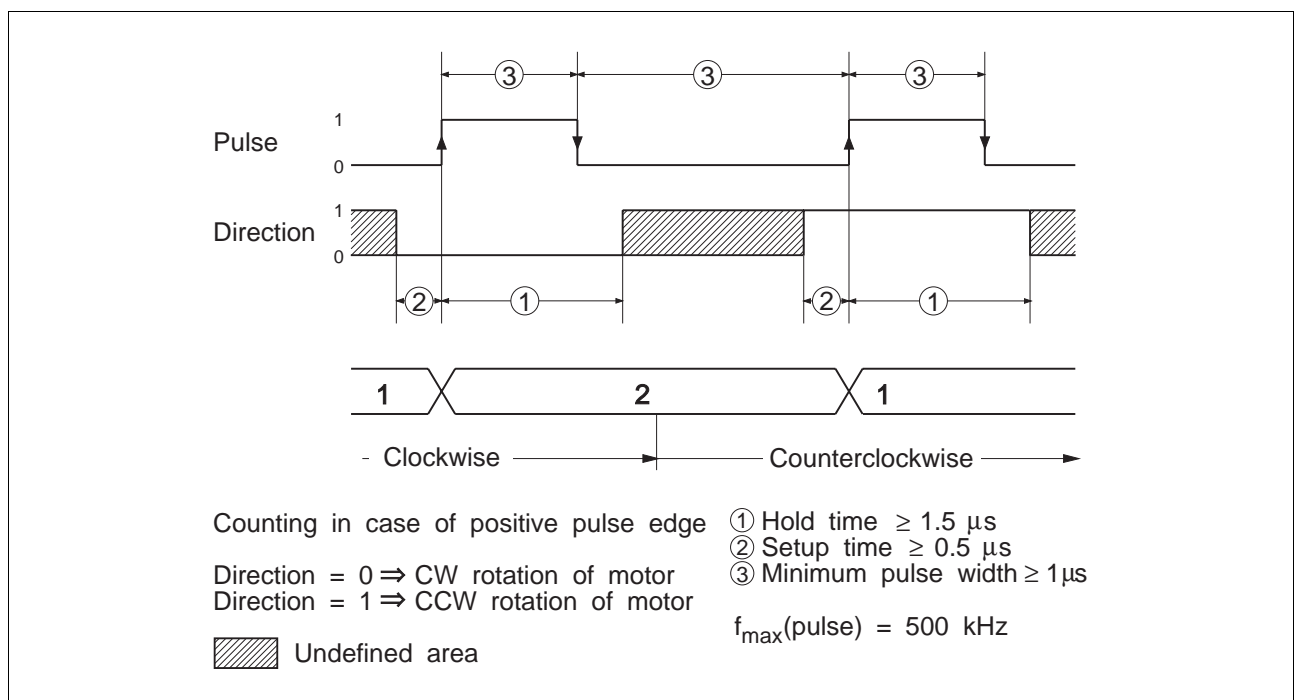 ③ ③ ③
Pulse
1
0
Direction
1
0
② ① ② ①
1 2 1
Clockwise Counterclockwise
Counting in case of positive pulse edge
Direction = 0 ⇒ CW rotation of motor
Direction = 1 ⇒ CCW rotation of motor
Undefined area
① Hold time ≥ 1.5 μs
② Setup time ≥ 0.5 μs
③ Minimum pulse width ≥ 1μs
fmax(pulse) = 500 kHz